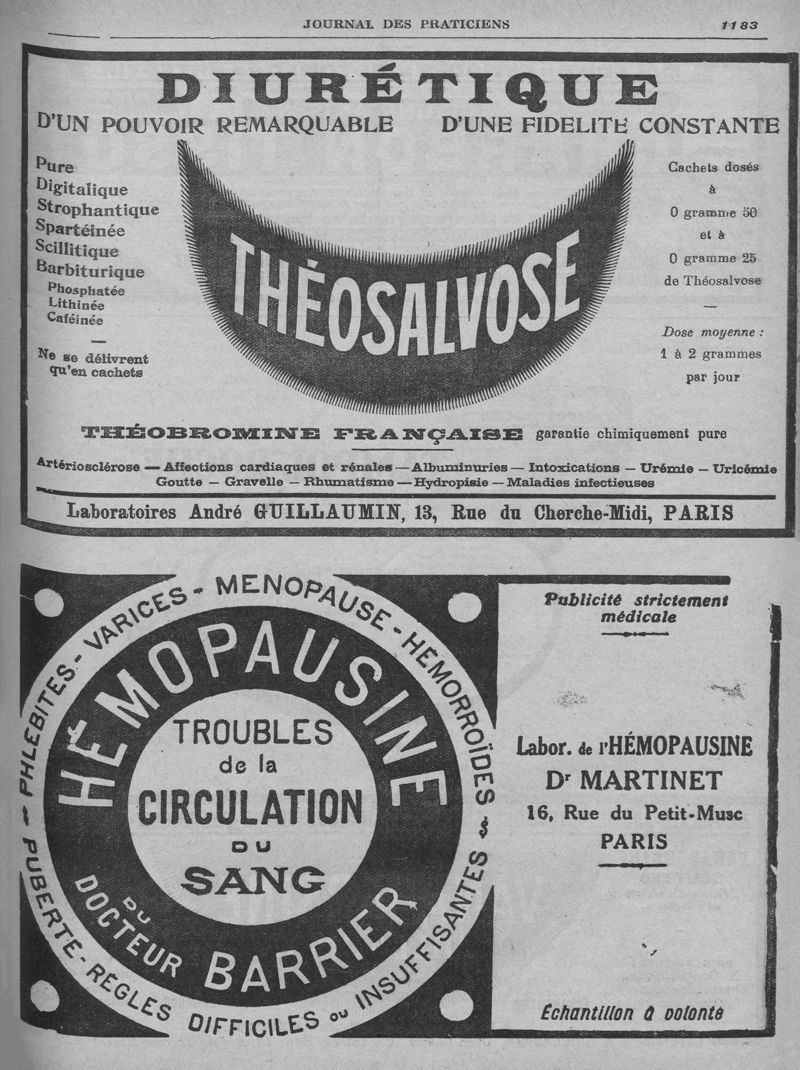 JOURNAL DES PRATICIENS
1183
DIURÉTIQUE
D'UN POUVOIR REMARQUABLE D'UNE FIDELITÉ CONSTANTE
Pure
Digitalique
Strophantique
Spartéinée
Scillitique
Barbiturique
Phosphatée
Lithinée
Caféinée
Ne se délivrent
qu'en cachets
THÉOSALVOSE
Cachets dosés
à
0 gramme 50
et à
0 gramme 25
de Théosalvose
Dose moyenne :
1 à 2 grammes
par jour
THÉOBROMINE FRANÇAISE garantie chimiquement pure
Artériosclérose — Affections cardiaques et rénales — Albuminuries — Intoxications — Urémie — Uricémie
Goutte — Gravelle — Rhumatisme — Hydropisie — Maladies infectieuses
Laboratoires André GUILLAUMIN, 13, Rue du Cherche-Midi, PARIS
PHLEBITES - VARICES - MENOPAUSE - HÉMORROÏDES
PUBERTÉ - RÈGLES DIFFICILES OU INSUFFISANTES
HÉMOPAUSINE
TROUBLES
de la
CIRCULATION
DU
SANG
DU
DOCTEUR BARRIER
Publicité strictement
médicale
Labor. de l'HÉMOPAUSINE
Dr MARTINET
16, Rue du Petit-Musc
PARIS
Échantillon à volonté